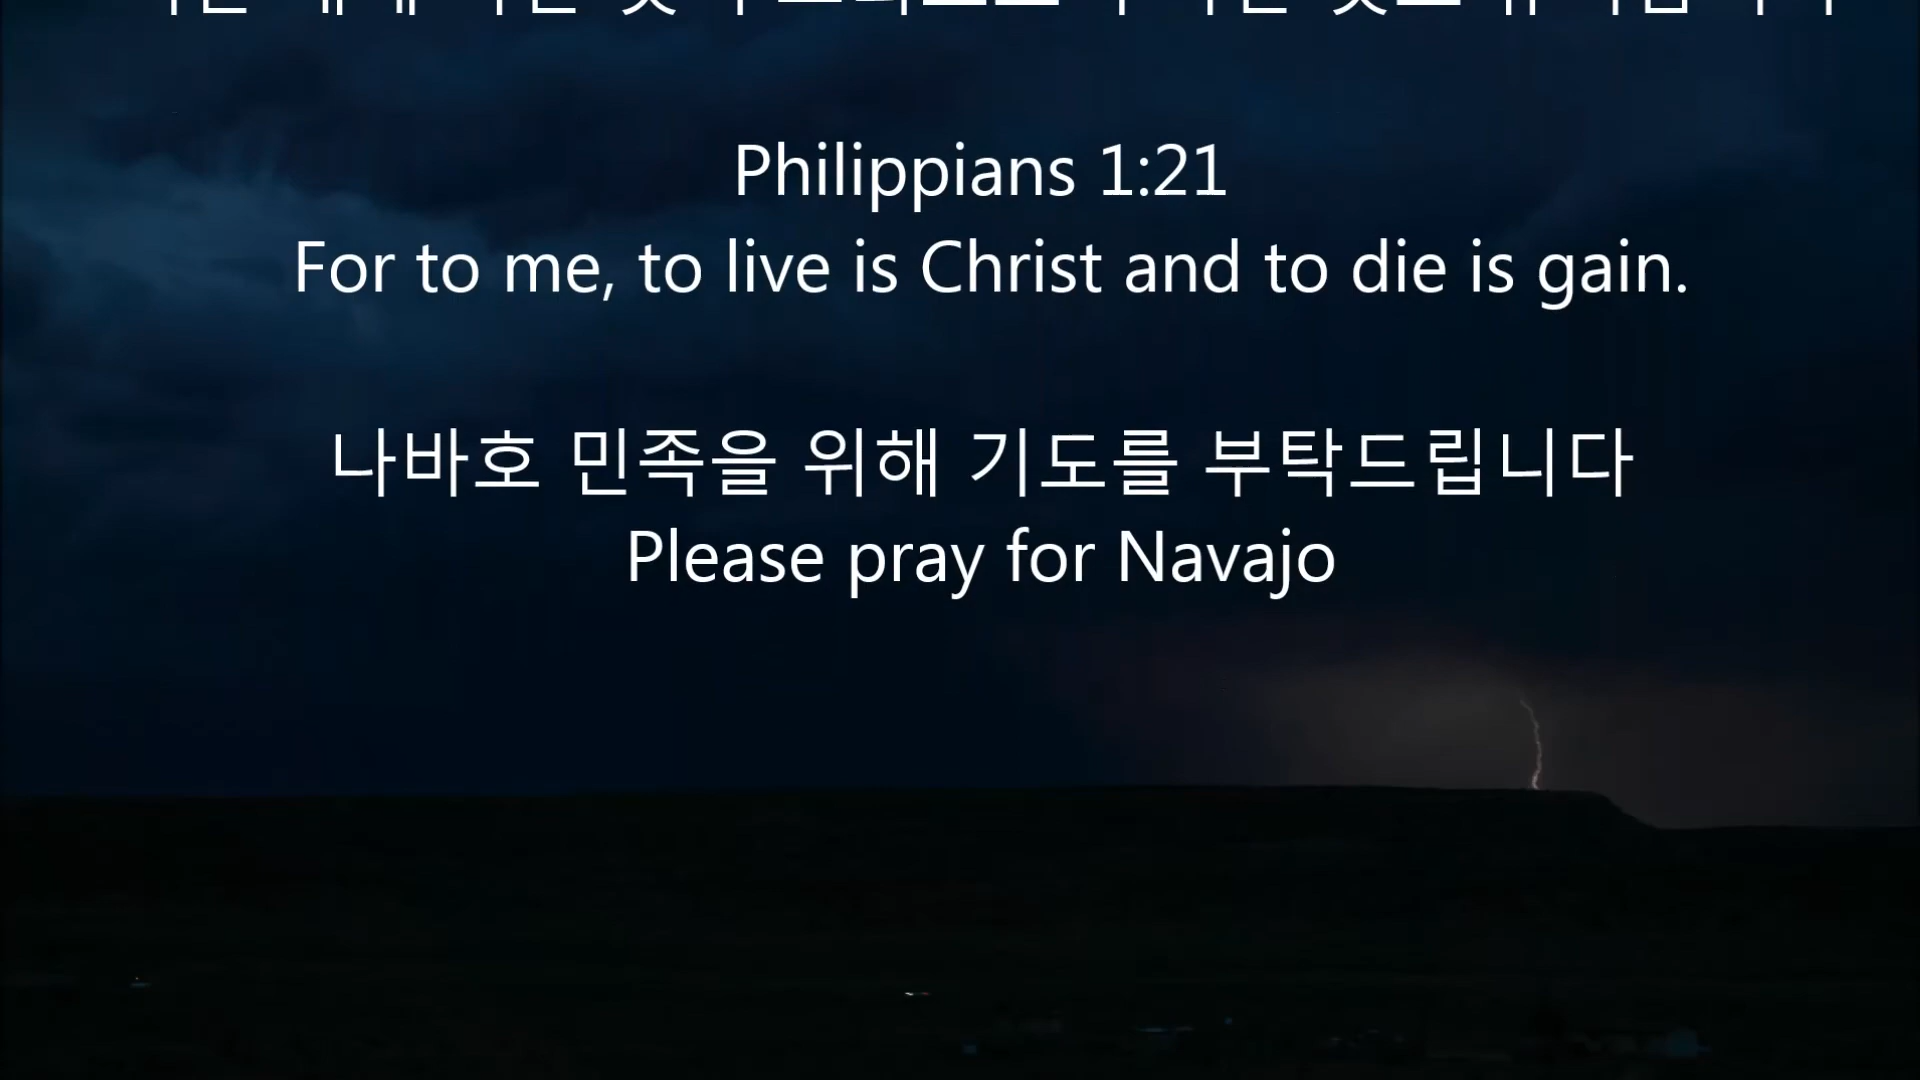 Philippians 1:21
For to me, to live is Christ and to die is gain.
나바호 민족을 위해 기도를 부탁드립니다
Please pray for Navajo